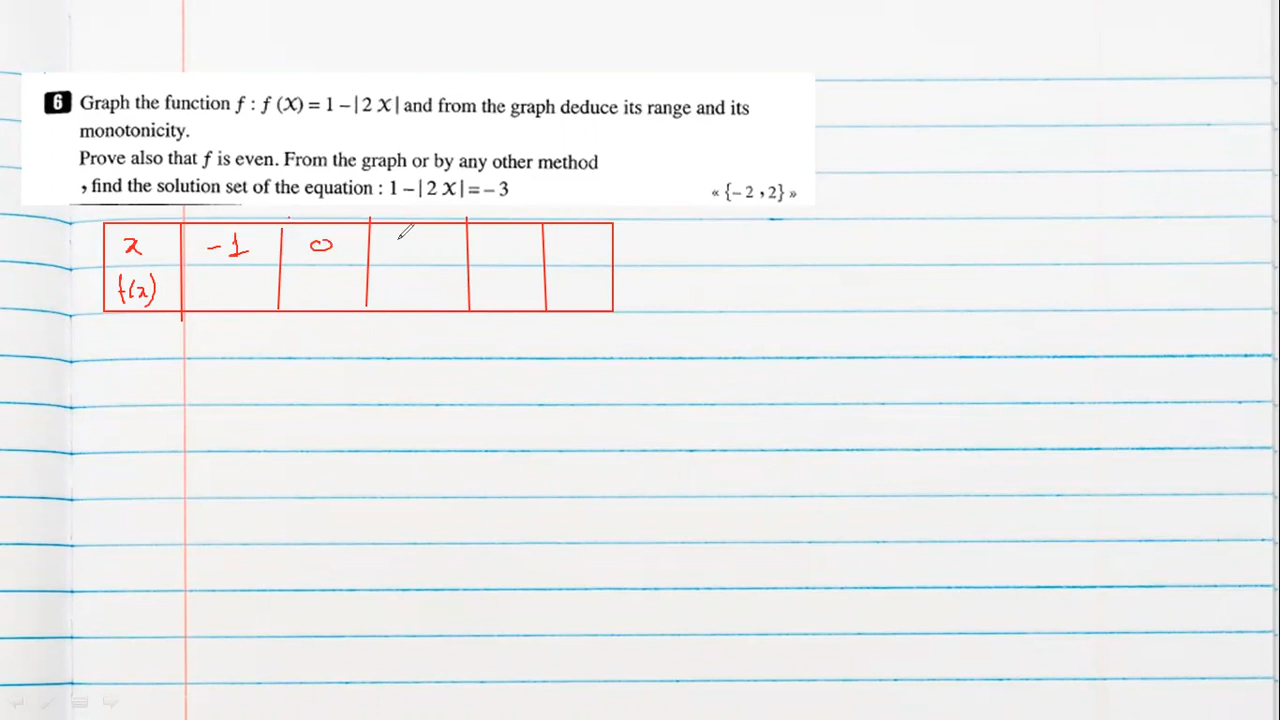 6 Graph the function f : f (X) = 1 – | 2 X | and from the graph deduce its range and its
monotonicity.
Prove also that f is even. From the graph or by any other method
, find the solution set of the equation : 1 – | 2 X | = – 3 « {– 2 , 2} »
x -1 0
f(x)